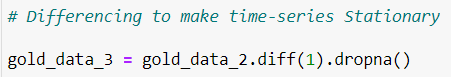 # Differencing to make time-series Stationary
gold_data_3 = gold_data_2.diff(1).dropna()